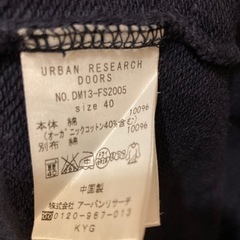 URBAN RESEARCH
DOORS
NO.DM13-FS2005
size 40
本体 綿 100%
(オーガニックコットン40%含む)
別布 綿 100%
中国製
株式会社 アーバンリサーチ
0120-967-013
KYG